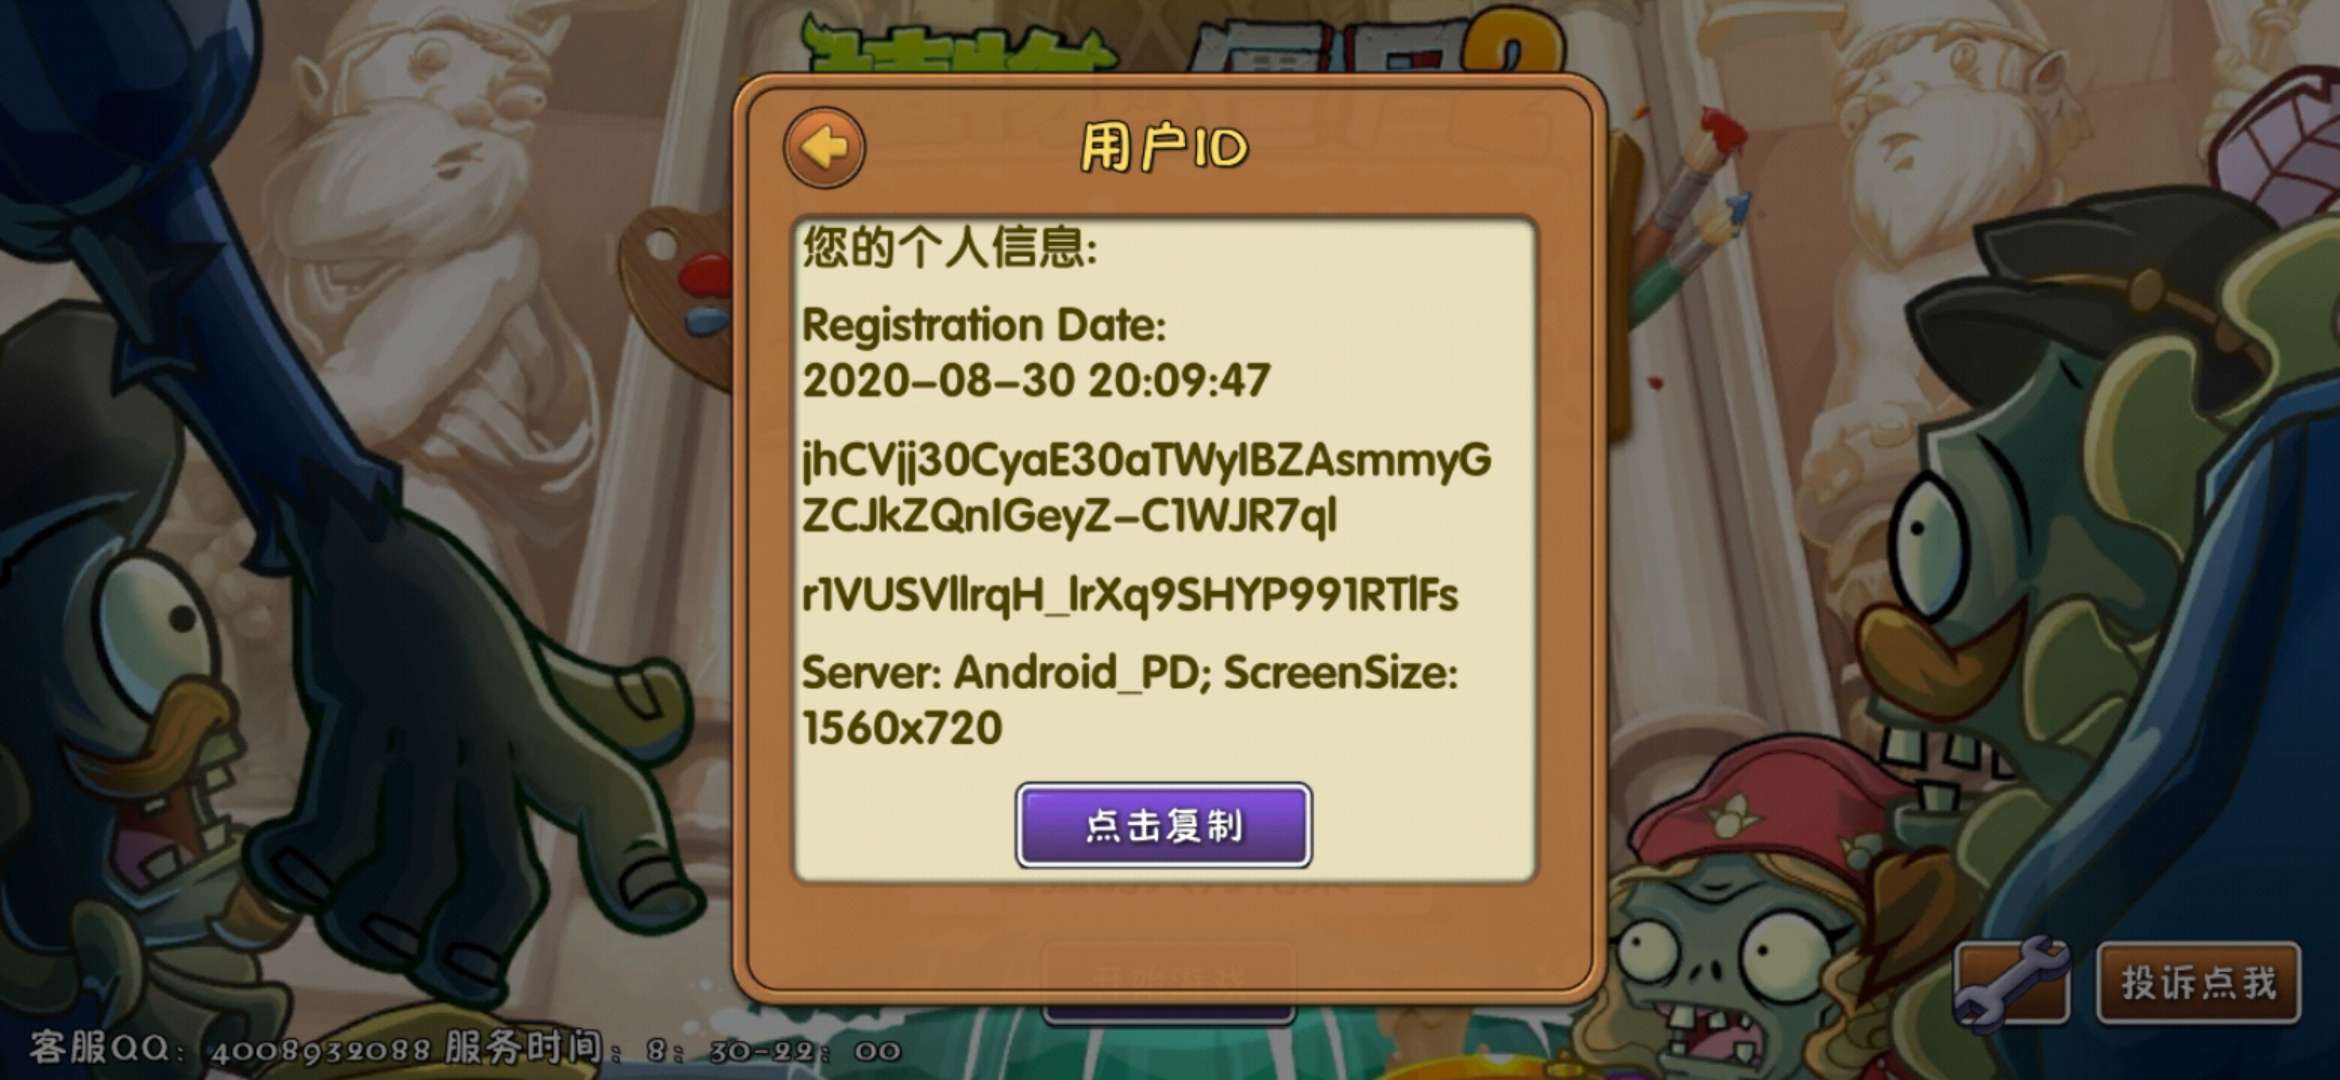 用户ID
您的个人信息:
Registration Date:
2020-08-30 20:09:47
jhCVjj30CyaE30aTWyIBZAsmmyG
ZCJkZQnIGeyZ-C1WJR7ql
r1VUSVllrqH_lrXq9SHYP991RTlFs
Server: Android_PD; ScreenSize:
1560x720
点击复制
投诉点我
客服QQ: 4008932088 服务时间: 8: 30-22: 00